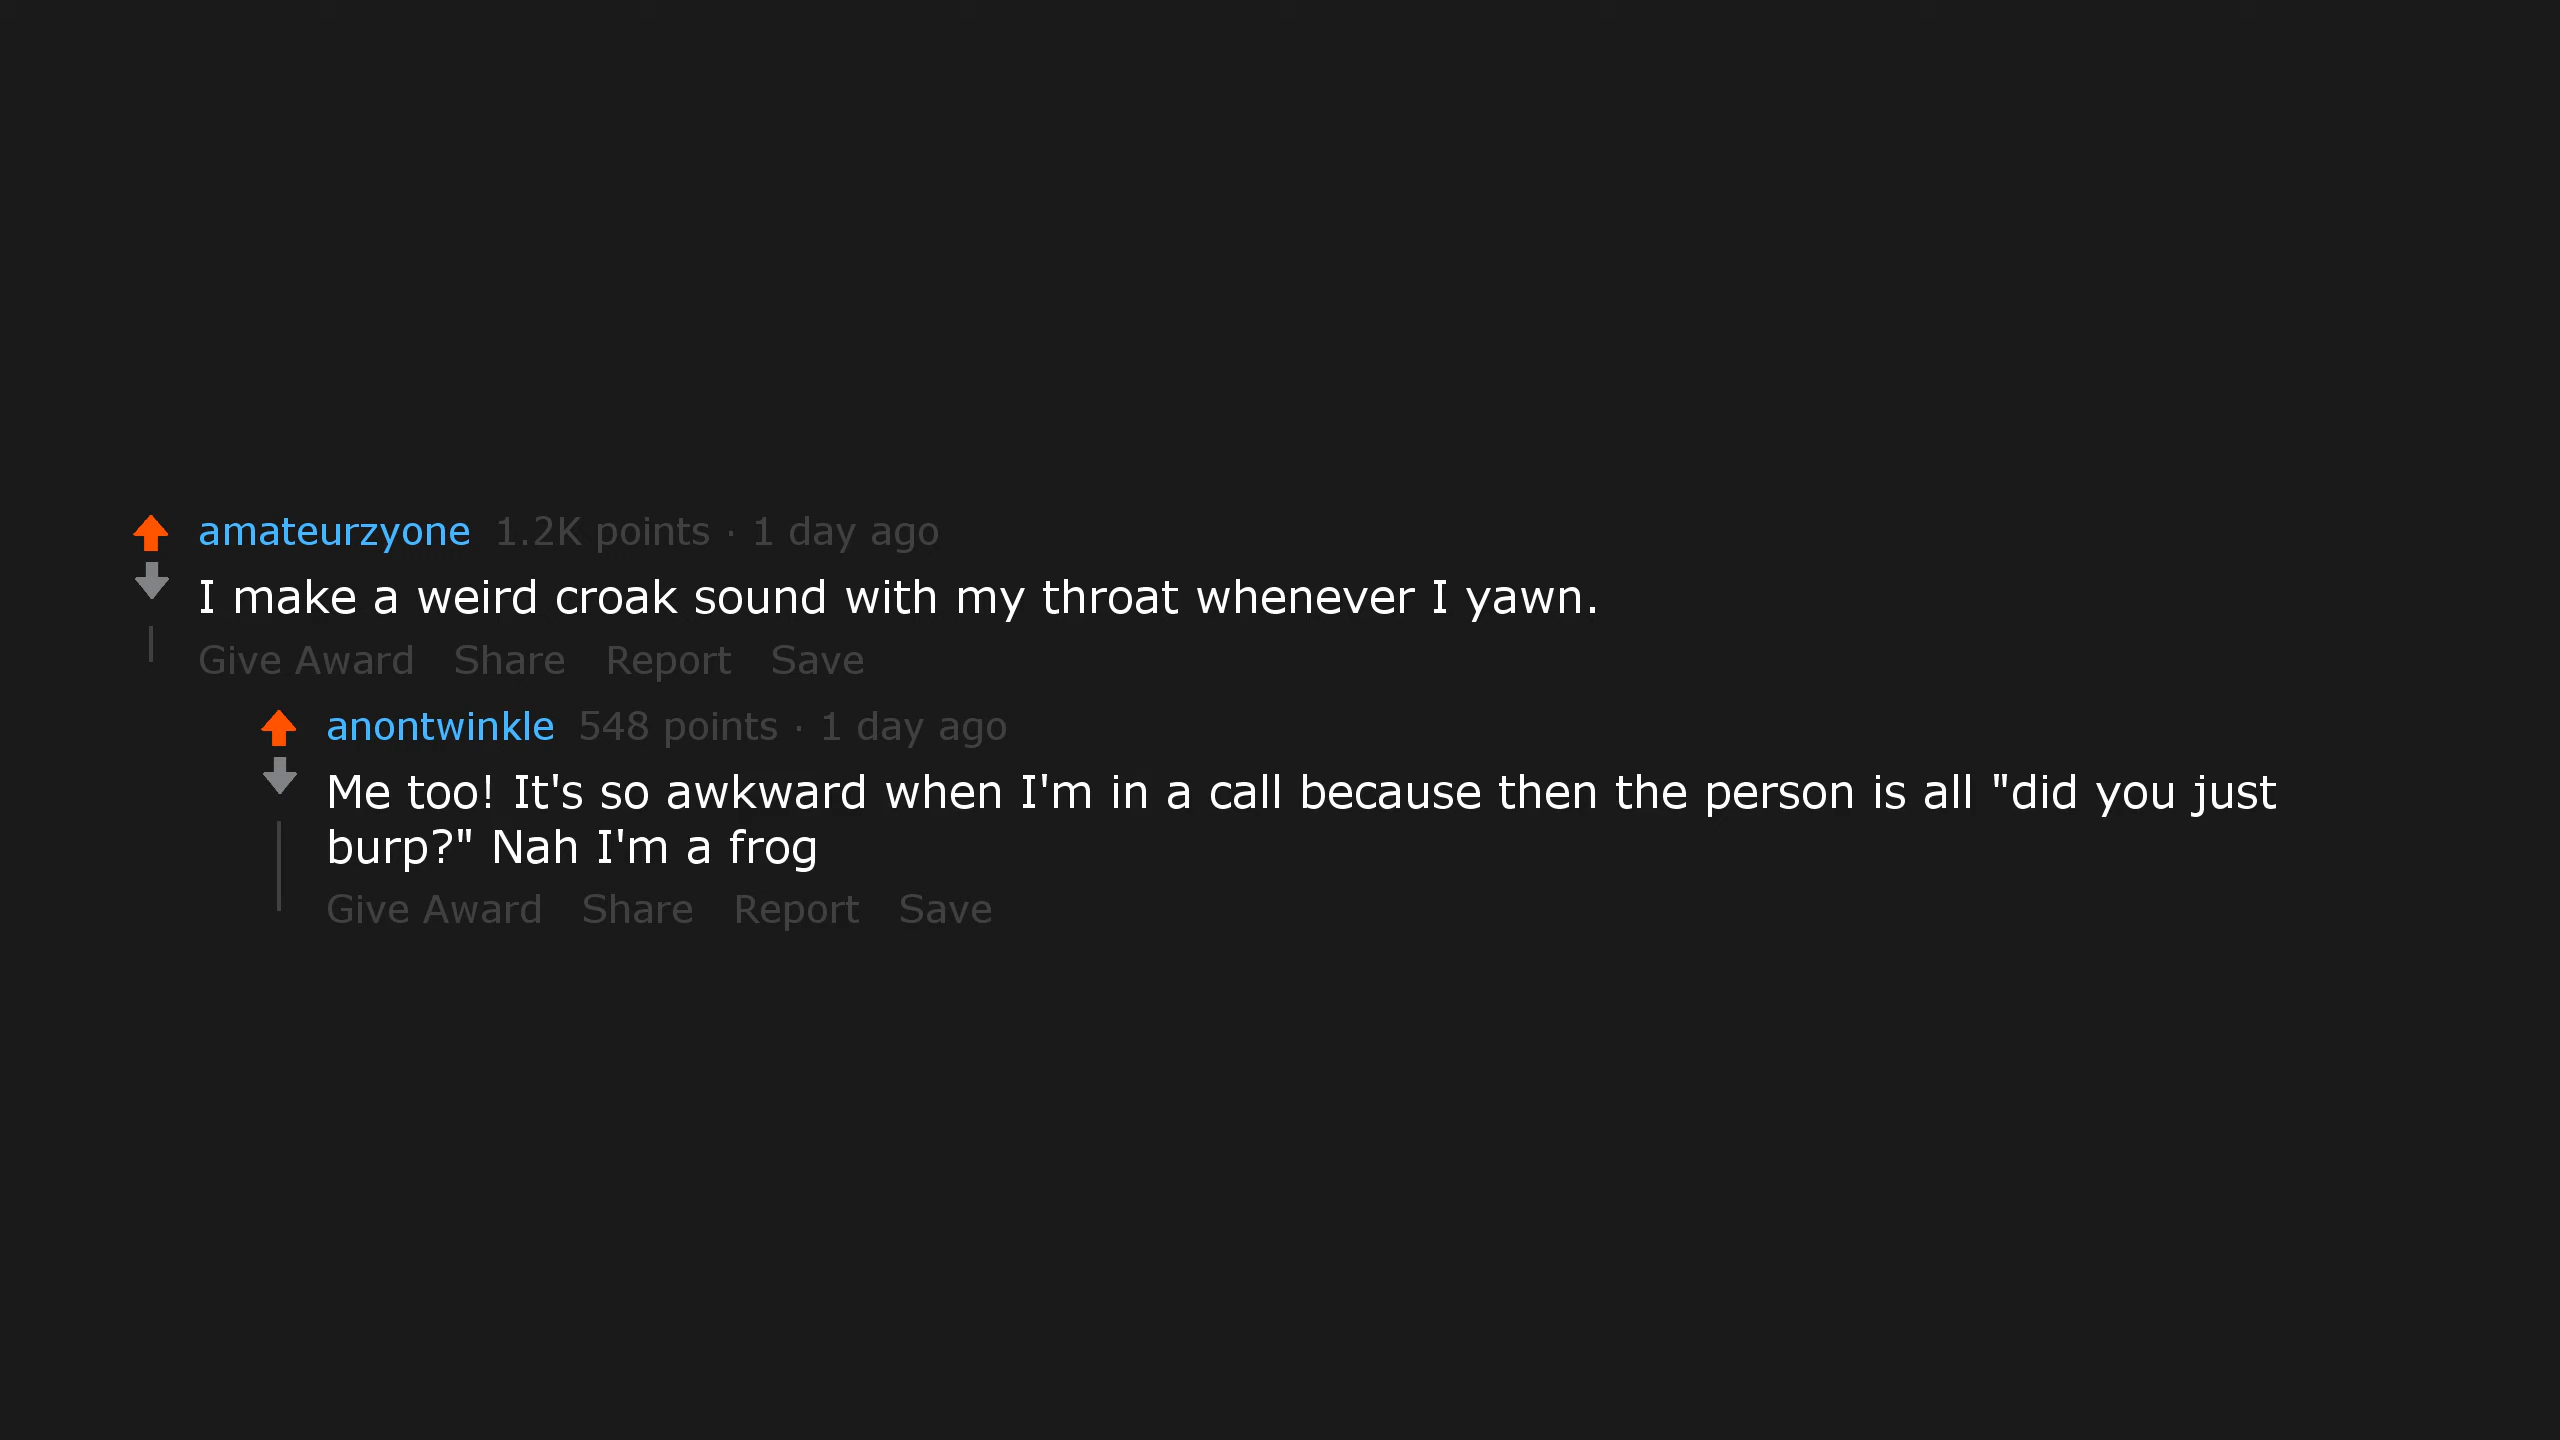 amateurzyone 1.2K points · 1 day ago
I make a weird croak sound with my throat whenever I yawn.
Give Award Share Report Save
anontwinkle 548 points · 1 day ago
Me too! It's so awkward when I'm in a call because then the person is all "did you just
burp?" Nah I'm a frog
Give Award Share Report Save